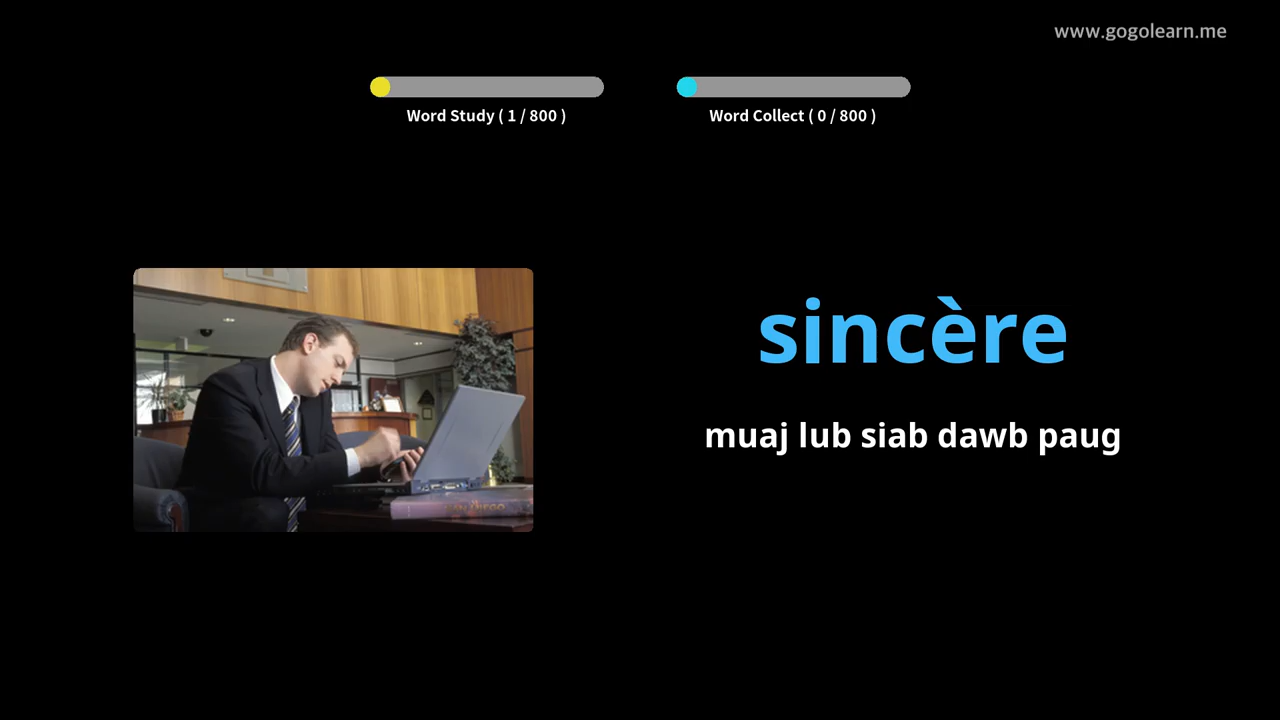 www.gogolearn.me
Word Study ( 1 / 800 )
Word Collect ( 0 / 800 )
sincère
muaj lub siab dawb paug